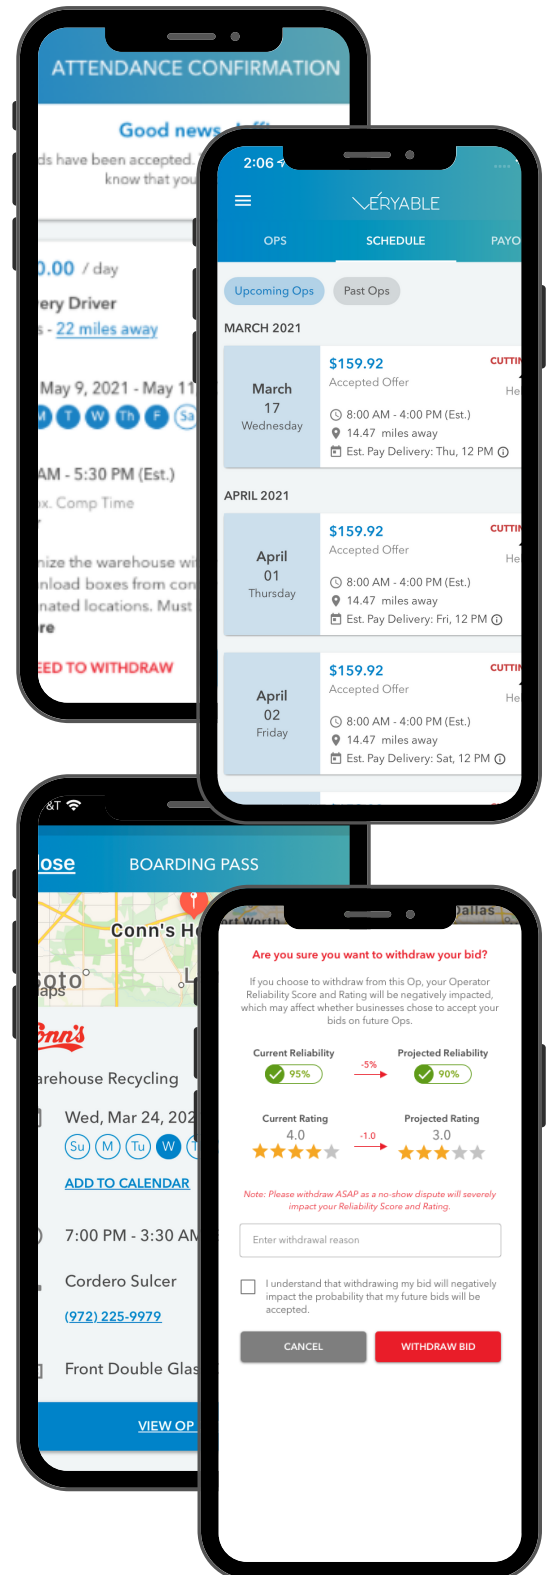 ATTENDANCE CONFIRMATION
Good news,
ds have been accepted.
know that you
0.00 / day
ery Driver
s - 22 miles away
May 9, 2021 - May 11
M T W Th F Sa
AM - 5:30 PM (Est.)
x. Comp Time
nize the warehouse wi
nload boxes from con
nated locations. Must
re
EED TO WITHDRAW
2:06
VERYABLE
OPS SCHEDULE PAYO
Upcoming Ops Past Ops
MARCH 2021
March
17
Wednesday
$159.92
CUTTIN
Accepted Offer
He
8:00 AM - 4:00 PM (Est.)
14.47 miles away
Est. Pay Delivery: Thu, 12 PM
APRIL 2021
April
01
Thursday
$159.92
CUTTIN
Accepted Offer
He
8:00 AM - 4:00 PM (Est.)
14.47 miles away
Est. Pay Delivery: Fri, 12 PM
April
02
Friday
$159.92
CUTTIN
Accepted Offer
He
8:00 AM - 4:00 PM (Est.)
14.47 miles away
Est. Pay Delivery: Sat, 12 PM
&T
lose
BOARDING PASS
Conn's H
Soto
aps
L
Conn's
arehouse Recycling
Wed, Mar 24, 202
Su M Tu W T
ADD TO CALENDAR
7:00 PM - 3:30 AM
Cordero Sulcer
(972) 225-9979
Front Double Glas
VIEW OP
ort Worth
Dallas
Are you sure you want to withdraw your bid?
If you choose to withdraw from this Op, your Operator
Reliability Score and Rating will be negatively impacted,
which may affect whether businesses chose to accept your
bids on future Ops.
Current Reliability -5% Projected Reliability
95% 90%
Current Rating Projected Rating
4.0 -1.0 3.0
Note: Please withdraw ASAP as a no-show dispute will severely
impact your Reliability Score and Rating.
Enter withdrawal reason
I understand that withdrawing my bid will negatively
impact the probability that my future bids will be
accepted.
CANCEL WITHDRAW BID